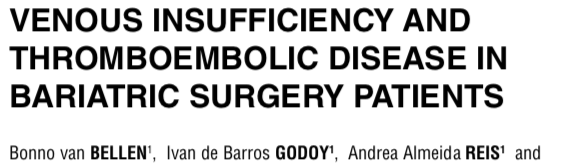 VENOUS INSUFFICIENCY AND
THROMBOEMBOLIC DISEASE IN
BARIATRIC SURGERY PATIENTS
Bonno van BELLEN¹, Ivan de Barros GODOY¹, Andrea Almeida REIS¹ and